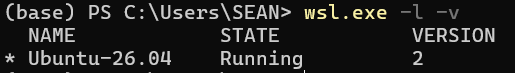 (base) PS C:\Users\SEAN> wsl.exe -l -v
  NAME            STATE           VERSION
* Ubuntu-26.04    Running         2